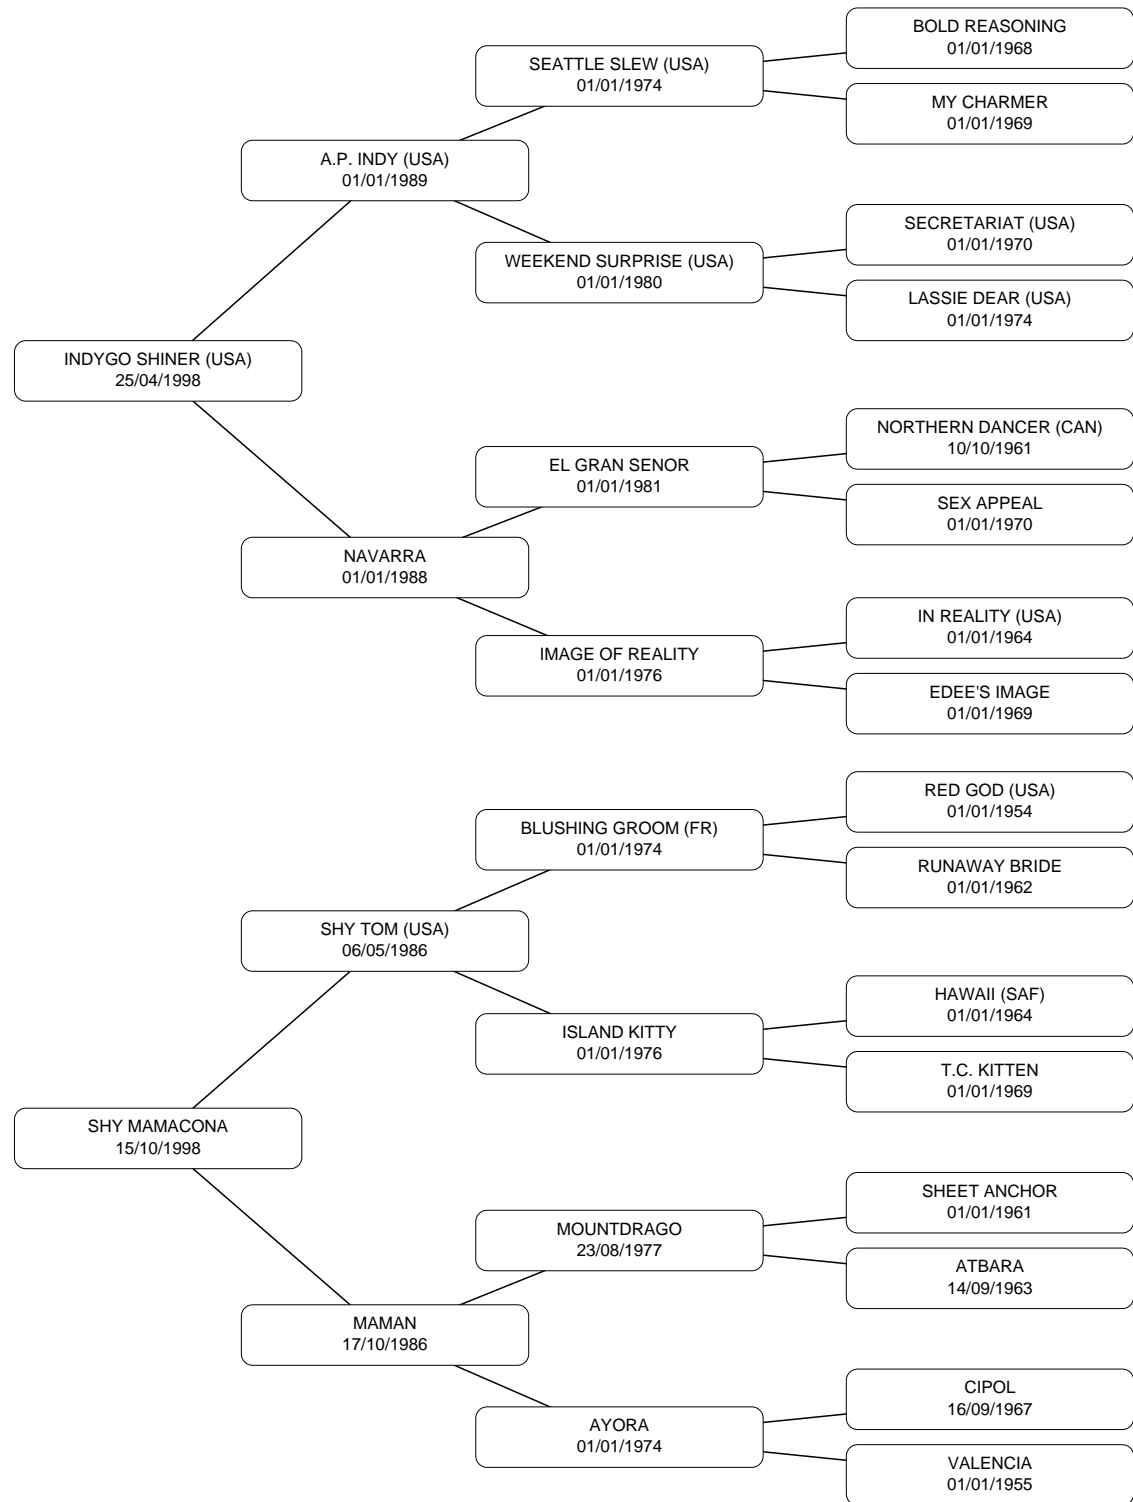 BOLD REASONING
01/01/1968
SEATTLE SLEW (USA)
01/01/1974
MY CHARMER
01/01/1969
A.P. INDY (USA)
01/01/1989
SECRETARIAT (USA)
01/01/1970
WEEKEND SURPRISE (USA)
01/01/1980
LASSIE DEAR (USA)
01/01/1974
INDYGO SHINER (USA)
25/04/1998
NORTHERN DANCER (CAN)
10/10/1961
EL GRAN SENOR
01/01/1981
SEX APPEAL
01/01/1970
NAVARRA
01/01/1988
IN REALITY (USA)
01/01/1964
IMAGE OF REALITY
01/01/1976
EDEE'S IMAGE
01/01/1969
RED GOD (USA)
01/01/1954
BLUSHING GROOM (FR)
01/01/1974
RUNAWAY BRIDE
01/01/1962
SHY TOM (USA)
06/05/1986
HAWAII (SAF)
01/01/1964
ISLAND KITTY
01/01/1976
T.C. KITTEN
01/01/1969
SHY MAMACONA
15/10/1998
SHEET ANCHOR
01/01/1961
MOUNTDRAGO
23/08/1977
ATBARA
14/09/1963
MAMAN
17/10/1986
CIPOL
16/09/1967
AYORA
01/01/1974
VALENCIA
01/01/1955